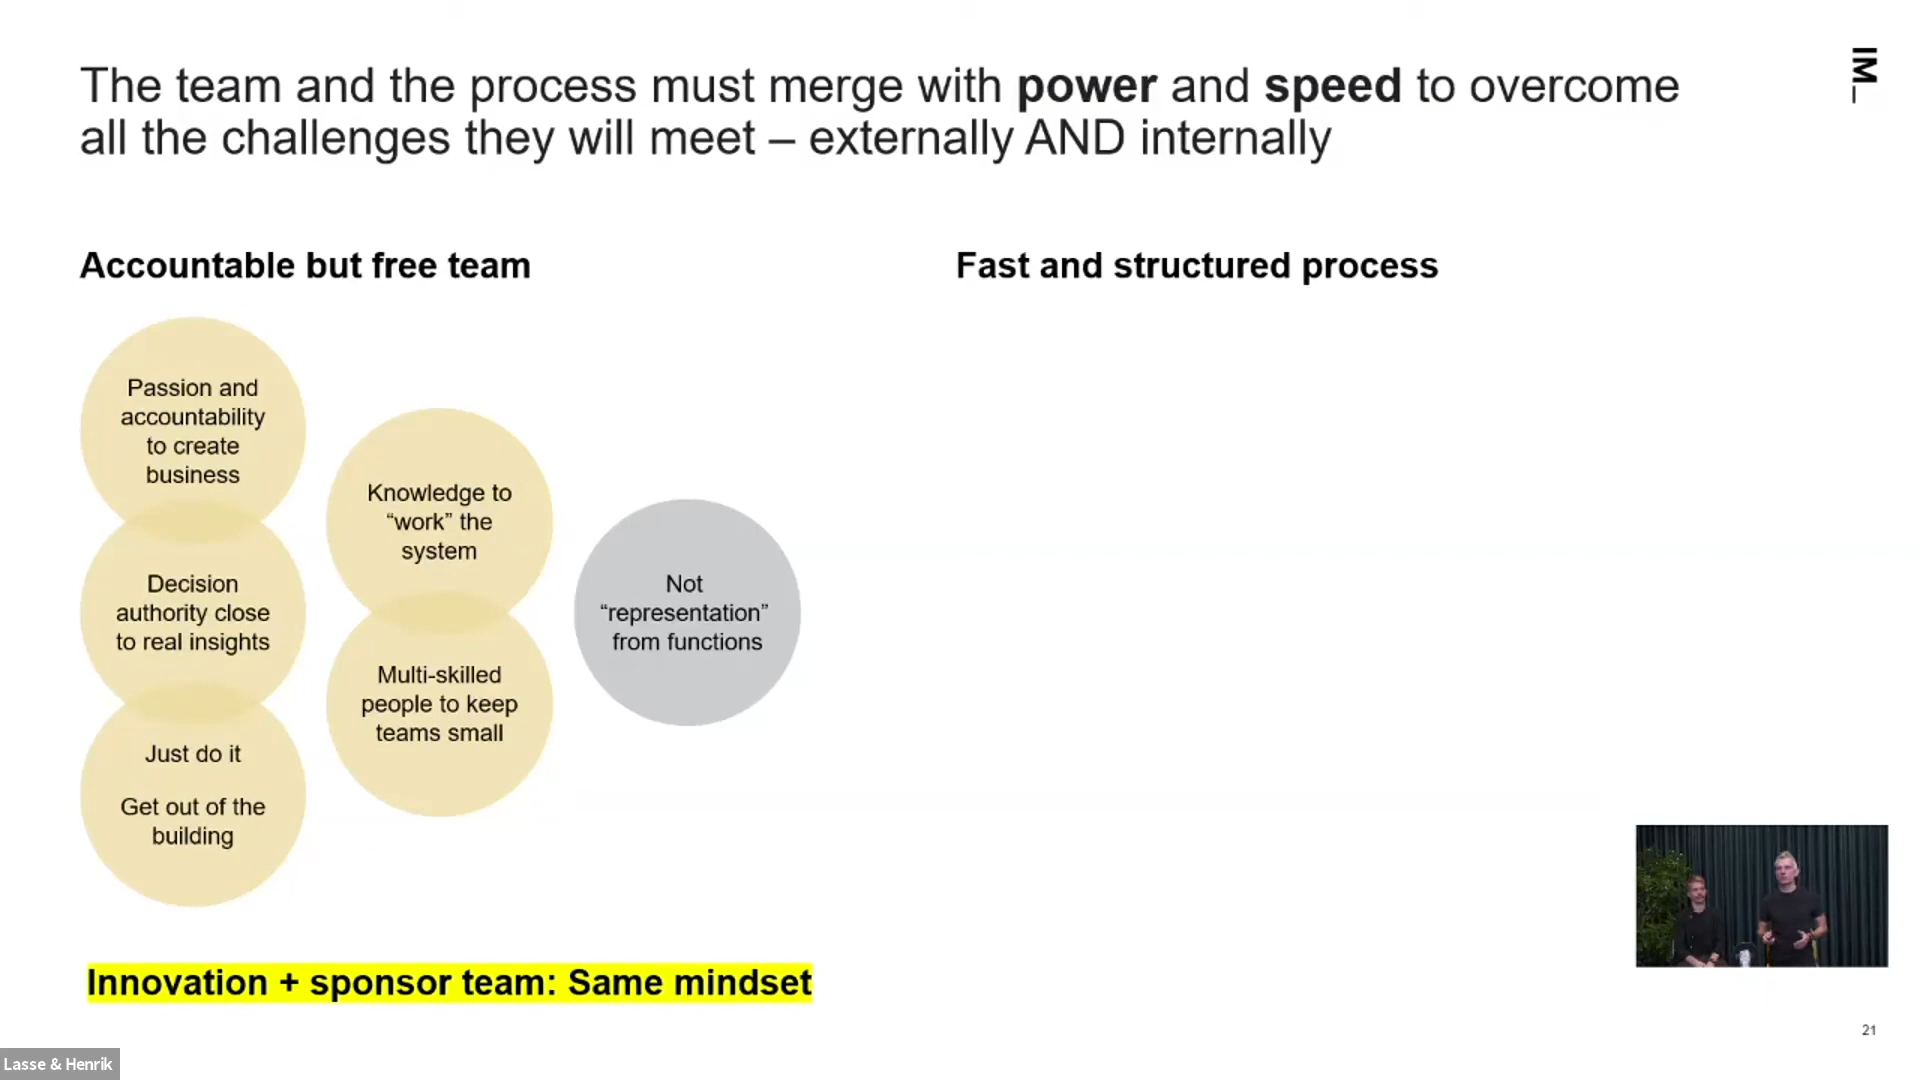 The team and the process must merge with power and speed to overcome
all the challenges they will meet – externally AND internally
IM_
Accountable but free team
Fast and structured process
Passion and
accountability
to create
business
Decision
authority close
to real insights
Just do it
Get out of the
building
Knowledge to
“work” the
system
Multi-skilled
people to keep
teams small
Not
“representation”
from functions
Innovation + sponsor team: Same mindset
21
Lasse & Henrik